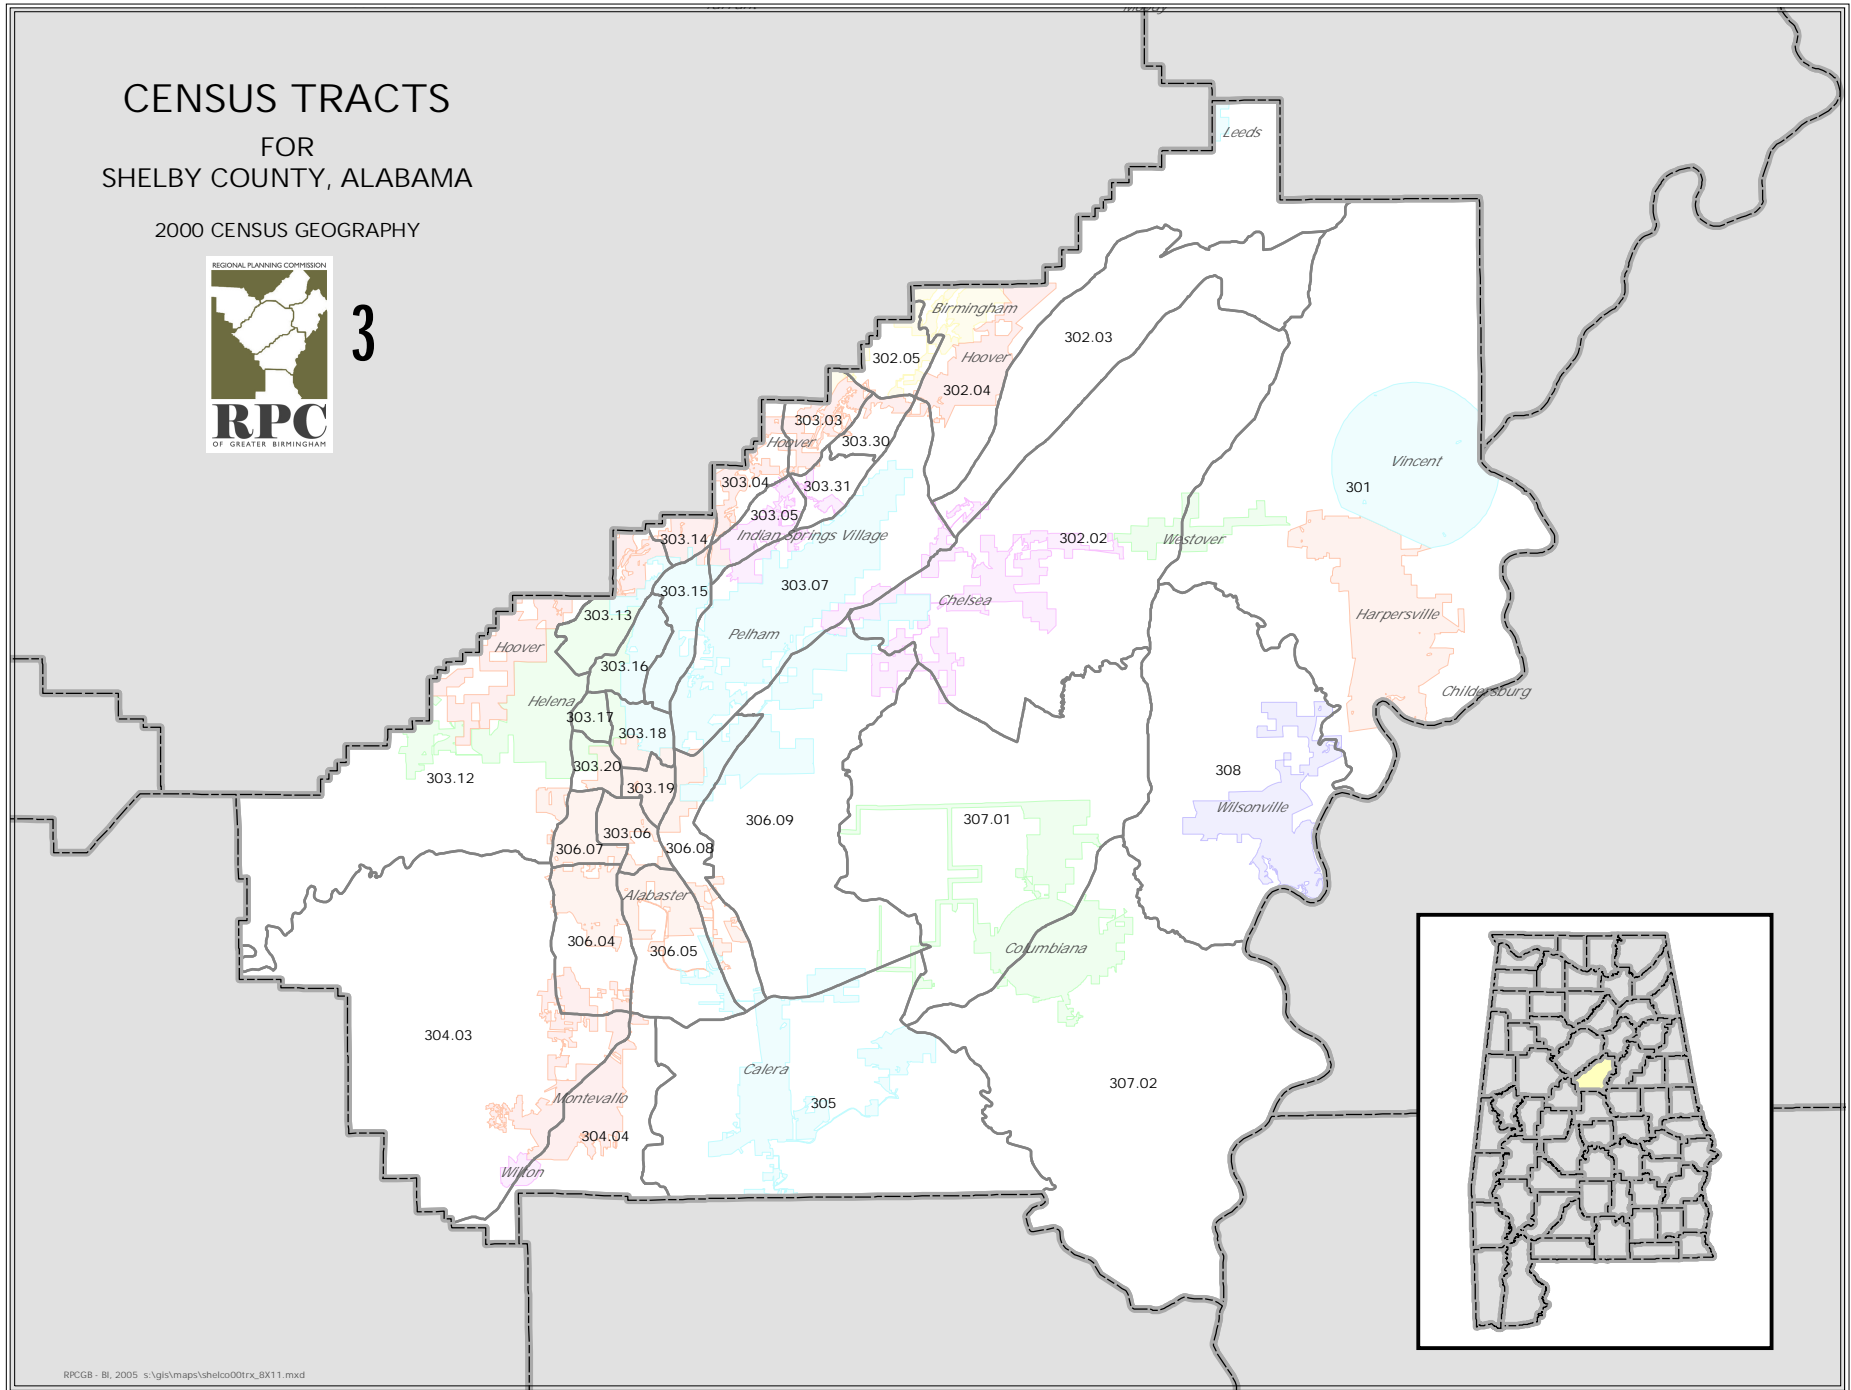 Moody
CENSUS TRACTS
FOR
SHELBY COUNTY, ALABAMA
2000 CENSUS GEOGRAPHY
REGIONAL PLANNING COMMISSION
RPC
OF GREATER BIRMINGHAM
3
Leeds
Birmingham
302.03
302.05
Hoover
302.04
303.03
Hoover
303.30
Vincent
303.04
303.31
301
303.05
303.14
Indian Springs Village
302.02
Westover
303.07
303.15
Chelsea
303.13
Harpersville
Pelham
Hoover
303.16
Childersburg
Helena
303.17
303.18
303.20
308
303.12
303.19
Wilsonville
306.09
307.01
303.06
306.07
306.08
Alabaster
306.04
306.05
Columbiana
304.03
Calera
307.02
Montevallo
305
304.04
Wilton
RPCGB - BI, 2005 s:\gis\maps\shelco00trx_8X11.mxd